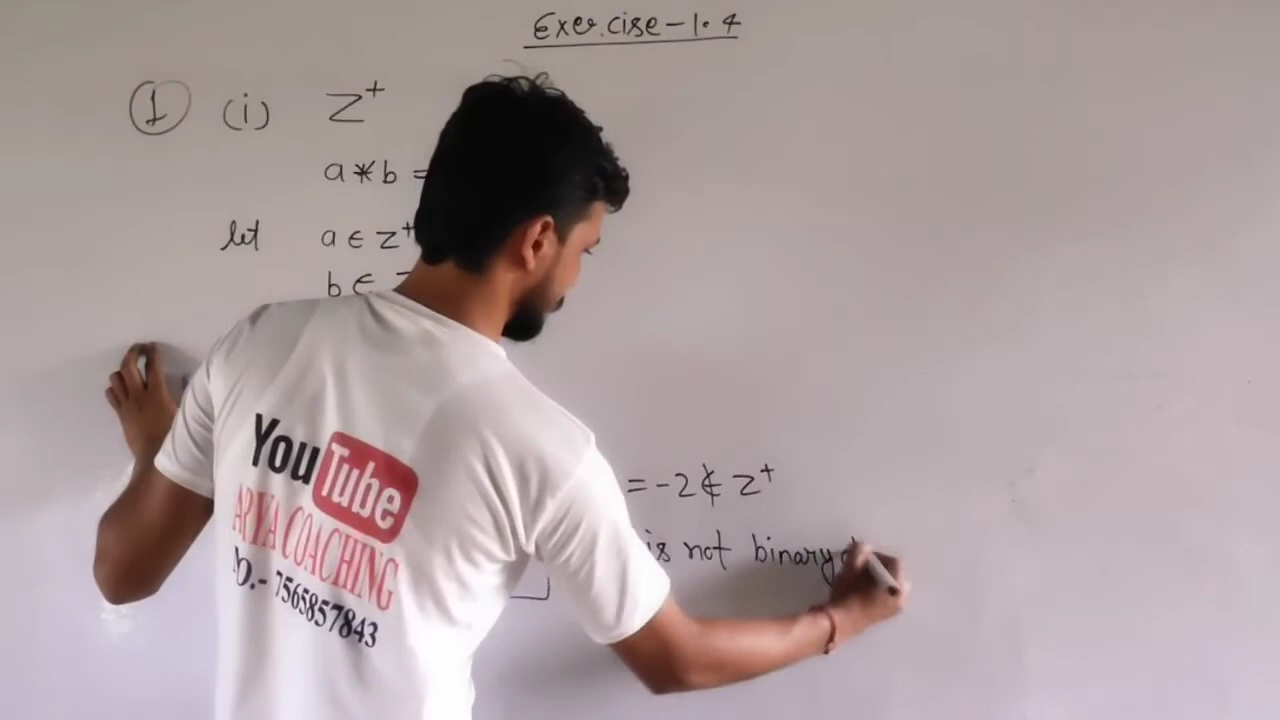 Exercise-1.4
① (i) Z⁺
a*b =
let a ∈ Z⁺
b ∈
= -2 ∉ Z⁺
is not binary
YouTube
ARYA COACHING
7565857843